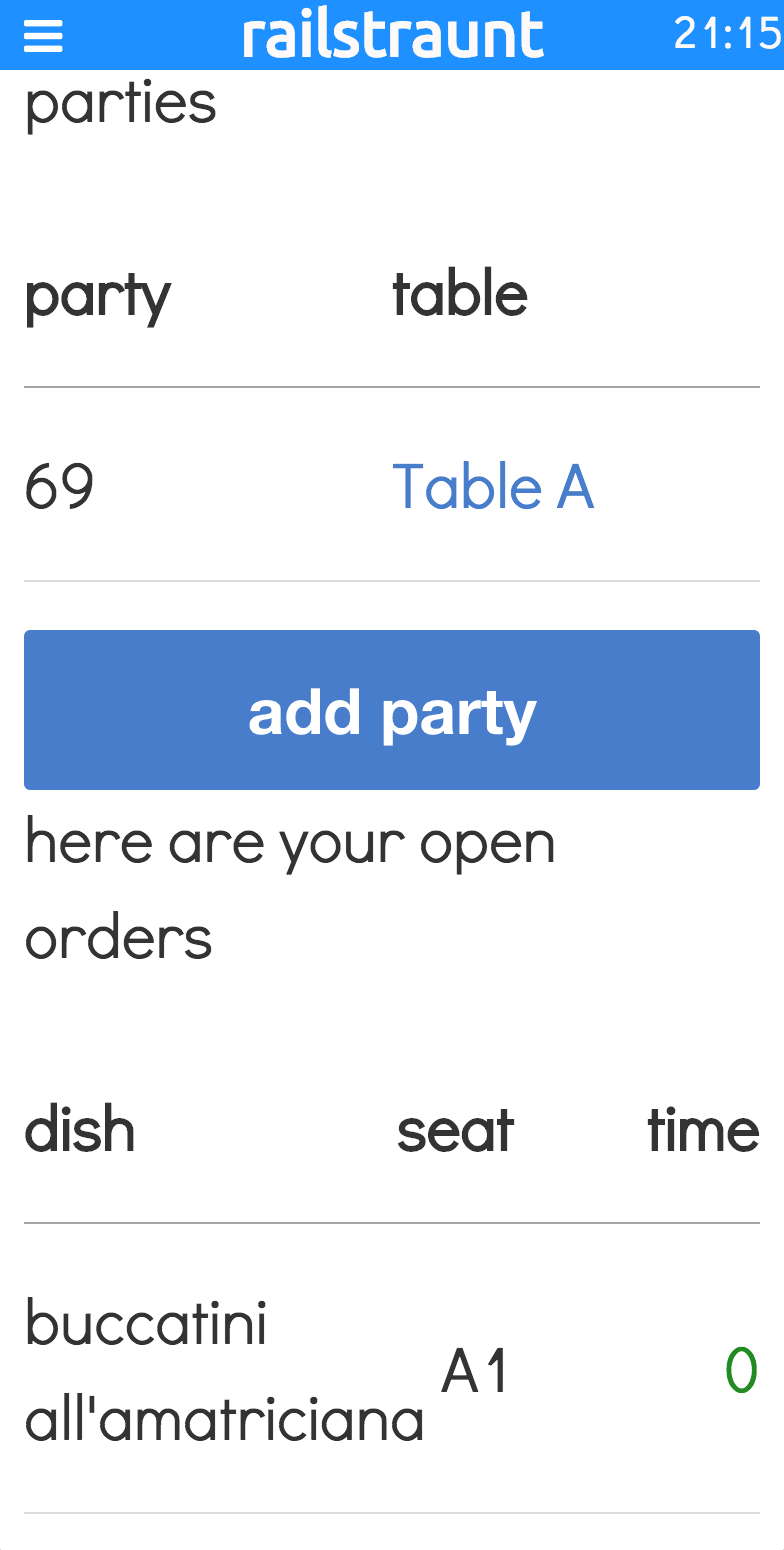 railstraunt 21:15
parties
party table
69 Table A
add party
here are your open
orders
dish seat time
buccatini
all'amatriciana A1 0